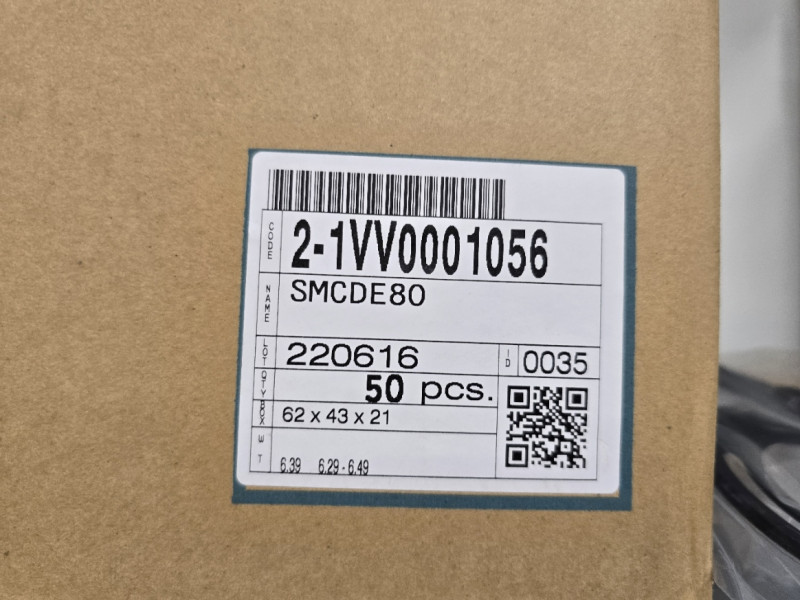 CODE 2-1VV0001056
NAME SMCDE80
LOT 220616 ID 0035
QTY 50 pcs.
BOX 62 x 43 x 21
WT 6.39 6.29 - 6.49